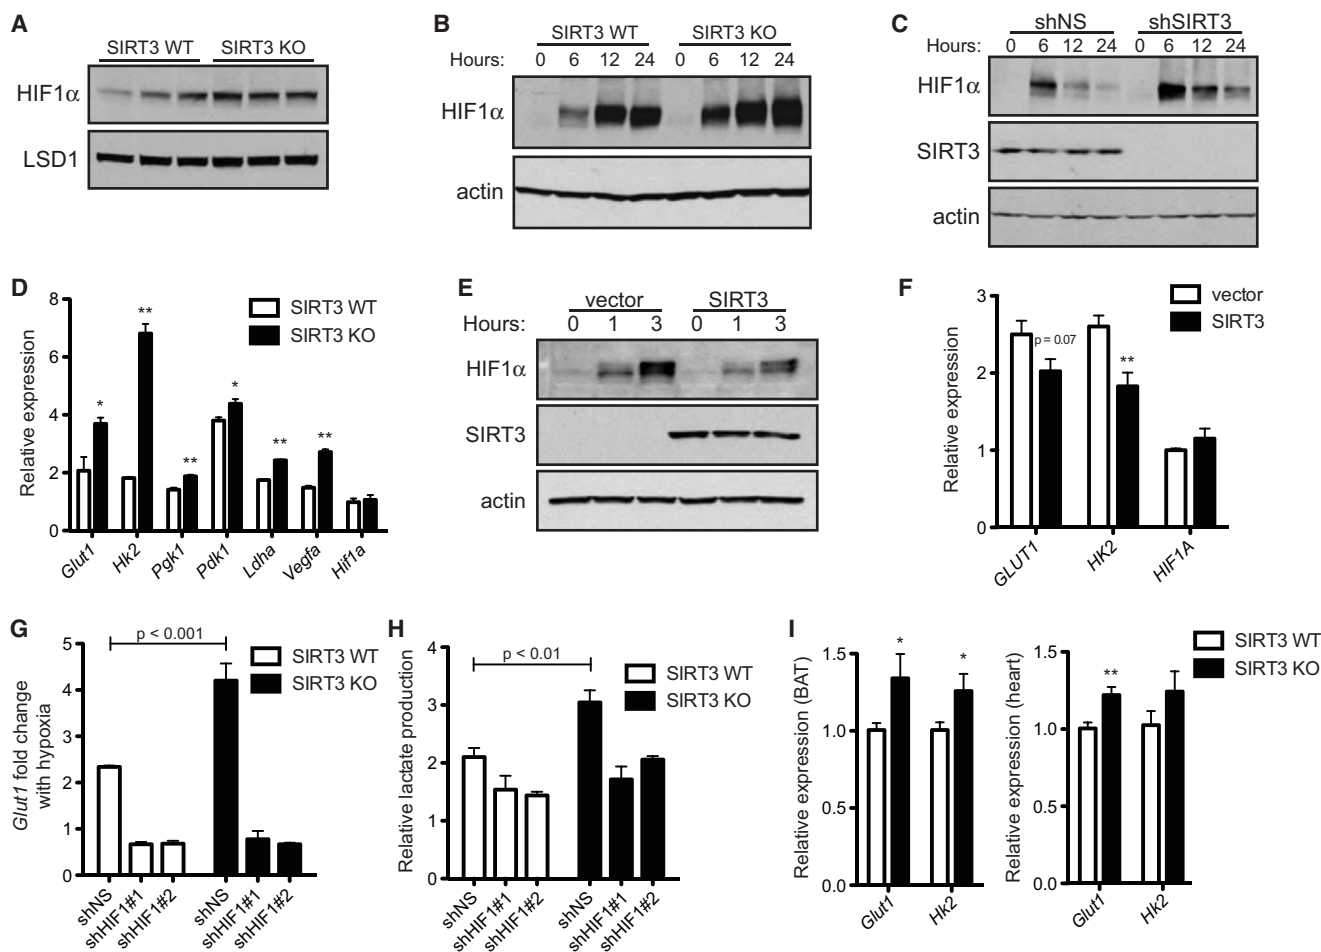 A
SIRT3 WT SIRT3 KO
HIF1α
LSD1
B
SIRT3 WT SIRT3 KO
Hours: 0 6 12 24 0 6 12 24
HIF1α
actin
C
shNS shSIRT3
Hours: 0 6 12 24 0 6 12 24
HIF1α
SIRT3
actin
D
SIRT3 WT
SIRT3 KO
Relative expression
8
6
4
2
0
* ** ** * ** **
Glut1 Hk2 Pgk1 Pdk1 Ldha Vegfa Hif1a
E
vector SIRT3
Hours: 0 1 3 0 1 3
HIF1α
SIRT3
actin
F
vector
SIRT3
Relative expression
3
2
1
0
p = 0.07
**
GLUT1 HK2 HIF1A
G
p < 0.001
SIRT3 WT
SIRT3 KO
Glut1 fold change
with hypoxia
5
4
3
2
1
0
shNS shHIF1#1 shHIF1#2 shNS shHIF1#1 shHIF1#2
H
p < 0.01
SIRT3 WT
SIRT3 KO
Relative lactate production
4
3
2
1
0
shNS shHIF1#1 shHIF1#2 shNS shHIF1#1 shHIF1#2
I
SIRT3 WT
SIRT3 KO
Relative expression (BAT)
1.5
1.0
0.5
0.0
* *
Glut1 Hk2
Relative expression (heart)
1.5
1.0
0.5
0.0
**
Glut1 Hk2